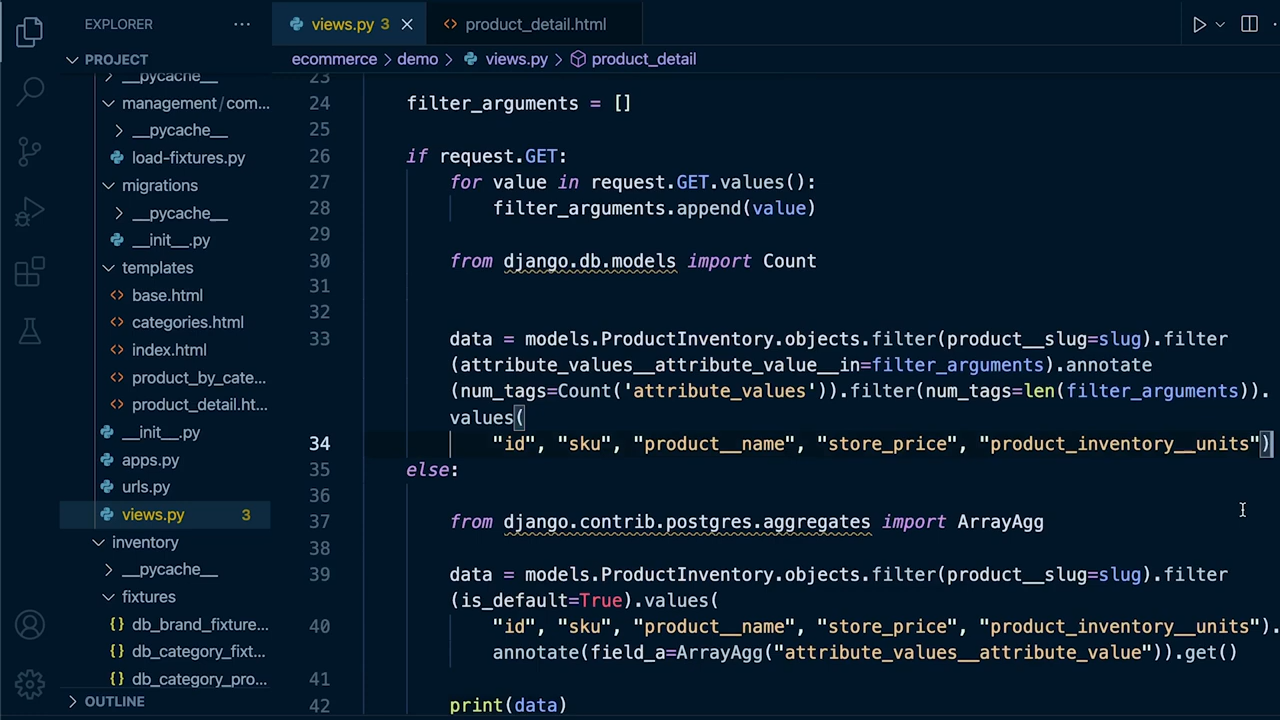 EXPLORER
PROJECT
__pycache__
management/com...
__pycache__
load-fixtures.py
migrations
__pycache__
__init__.py
templates
base.html
categories.html
index.html
product_by_cate...
product_detail.ht...
__init__.py
apps.py
urls.py
views.py 3
inventory
__pycache__
fixtures
{} db_brand_fixture...
{} db_category_fixt...
{} db_category_pro...
OUTLINE
views.py 3 ×
<> product_detail.html
ecommerce > demo > views.py > product_detail
23
24 filter_arguments = []
25
26 if request.GET:
27 for value in request.GET.values():
28 filter_arguments.append(value)
29
30 from django.db.models import Count
31
32
33 data = models.ProductInventory.objects.filter(product__slug=slug).filter
(attribute_values__attribute_value__in=filter_arguments).annotate
(num_tags=Count('attribute_values')).filter(num_tags=len(filter_arguments)).
values(
34 "id", "sku", "product__name", "store_price", "product_inventory__units")
35 else:
36
37 from django.contrib.postgres.aggregates import ArrayAgg
38
39 data = models.ProductInventory.objects.filter(product__slug=slug).filter
(is_default=True).values(
40 "id", "sku", "product__name", "store_price", "product_inventory__units").
annotate(field_a=ArrayAgg("attribute_values__attribute_value")).get()
41
42 print(data)